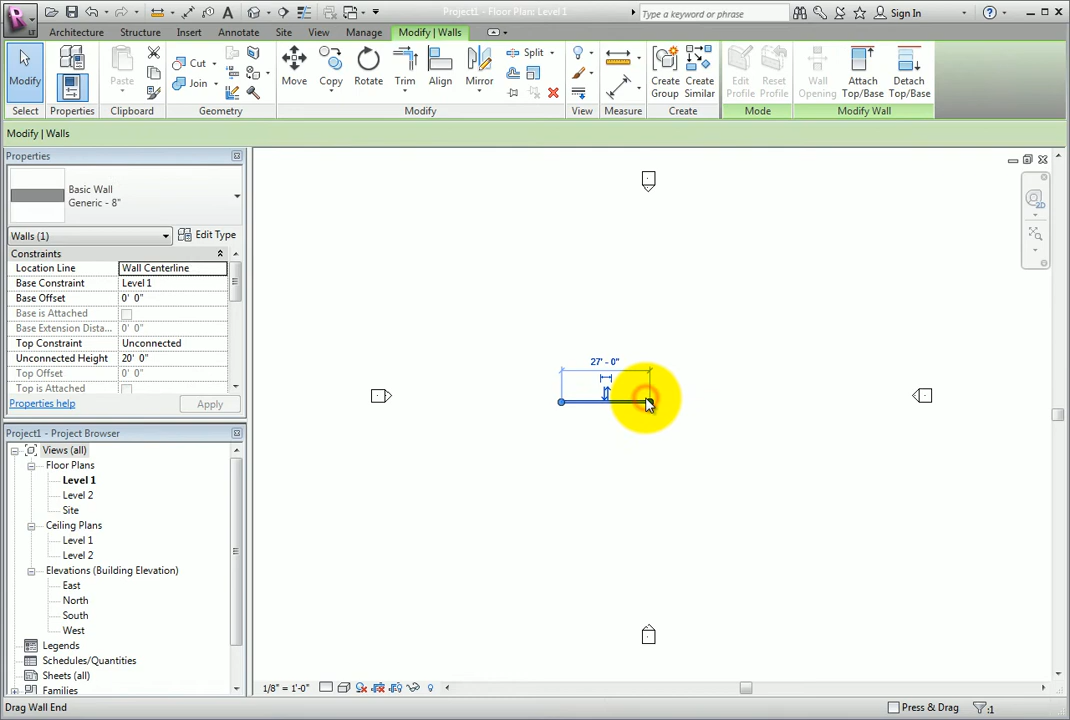 Project1 - Floor Plan: Level 1
Type a keyword or phrase
Sign In
LT
Architecture Structure Insert Annotate Site View Manage Modify | Walls
Modify
Paste
Cut
Join
Move
Copy
Rotate
Trim
Align
Mirror
Split
Create Group
Create Similar
Edit Profile
Reset Profile
Wall Opening
Attach Top/Base
Detach Top/Base
Select Properties Clipboard Geometry Modify View Measure Create Mode Modify Wall
Modify | Walls
Properties
Basic Wall
Generic - 8"
Walls (1)
Edit Type
Constraints
Location Line Wall Centerline
Base Constraint Level 1
Base Offset 0' 0"
Base is Attached
Base Extension Dista... 0' 0"
Top Constraint Unconnected
Unconnected Height 20' 0"
Top Offset 0' 0"
Top is Attached
Properties help
Apply
Project1 - Project Browser
Views (all)
Floor Plans
Level 1
Level 2
Site
Ceiling Plans
Level 1
Level 2
Elevations (Building Elevation)
East
North
South
West
Legends
Schedules/Quantities
Sheets (all)
Families
27' - 0"
2D
1/8" = 1'-0"
Drag Wall End
Press & Drag
:1